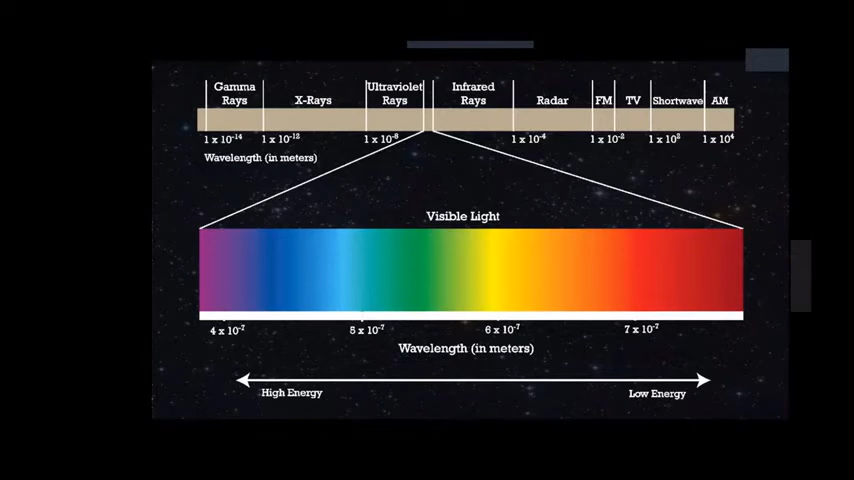 Gamma Rays X-Rays Ultraviolet Rays Infrared Rays Radar FM TV Shortwave AM
1 x 10⁻¹⁴ 1 x 10⁻¹² 1 x 10⁻⁸ 1 x 10⁻⁴ 1 x 10⁻² 1 x 10² 1 x 10⁴
Wavelength (in meters)
Visible Light
4 x 10⁻⁷ 5 x 10⁻⁷ 6 x 10⁻⁷ 7 x 10⁻⁷
Wavelength (in meters)
High Energy Low Energy